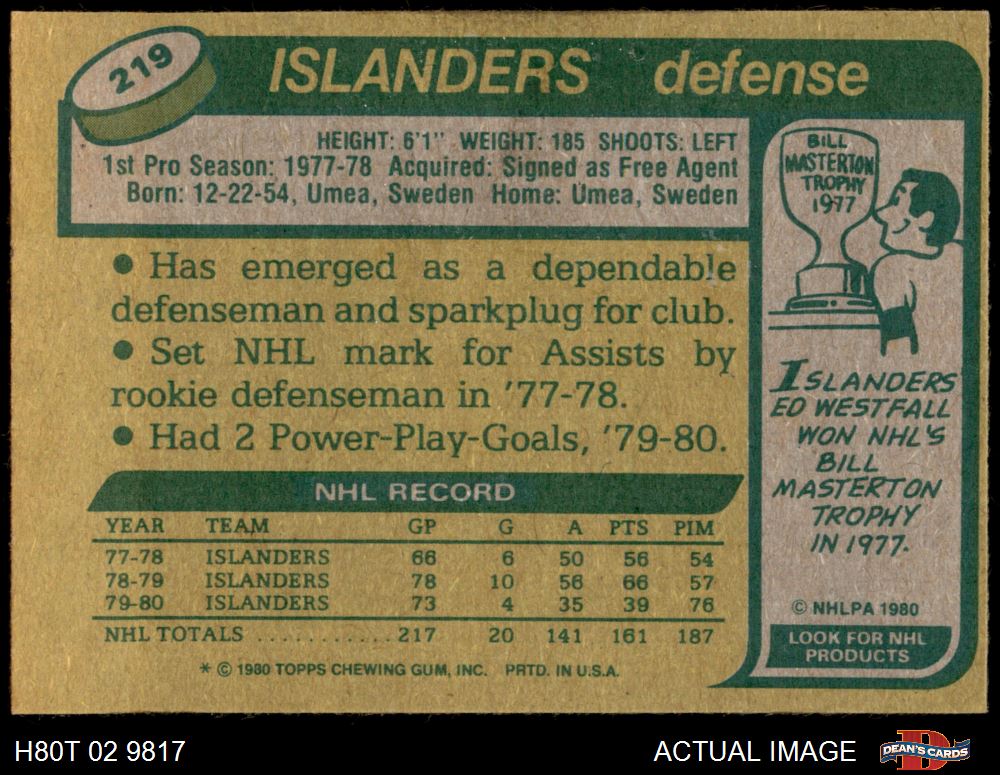 219
ISLANDERS defense
HEIGHT: 6'1" WEIGHT: 185 SHOOTS: LEFT
1st Pro Season: 1977-78 Acquired: Signed as Free Agent
Born: 12-22-54, Umea, Sweden Home: Umea, Sweden
• Has emerged as a dependable
defenseman and sparkplug for club.
• Set NHL mark for Assists by
rookie defenseman in '77-78.
• Had 2 Power-Play-Goals, '79-80.
NHL RECORD
YEAR TEAM GP G A PTS PIM
77-78 ISLANDERS 66 6 50 56 54
78-79 ISLANDERS 78 10 56 66 57
79-80 ISLANDERS 73 4 35 39 76
NHL TOTALS ........... 217 20 141 161 187
* © 1980 TOPPS CHEWING GUM, INC. PRTD. IN U.S.A.
BILL
MASTERTON
TROPHY
1977
ISLANDERS
ED WESTFALL
WON NHL'S
BILL
MASTERTON
TROPHY
IN 1977.
© NHLPA 1980
LOOK FOR NHL
PRODUCTS
H80T 02 9817
ACTUAL IMAGE
DEAN'S CARDS